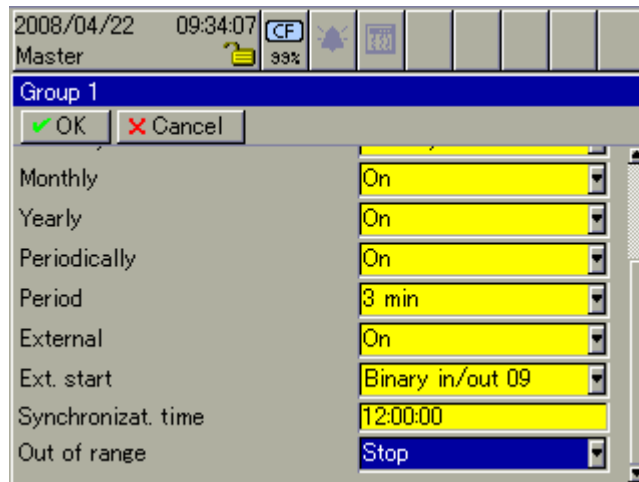 2008/04/22 09:34:07 CF
Master 99%
Group 1
OK Cancel
Monthly On
Yearly On
Periodically On
Period 3 min
External On
Ext. start Binary in/out 09
Synchronizat. time 12:00:00
Out of range Stop